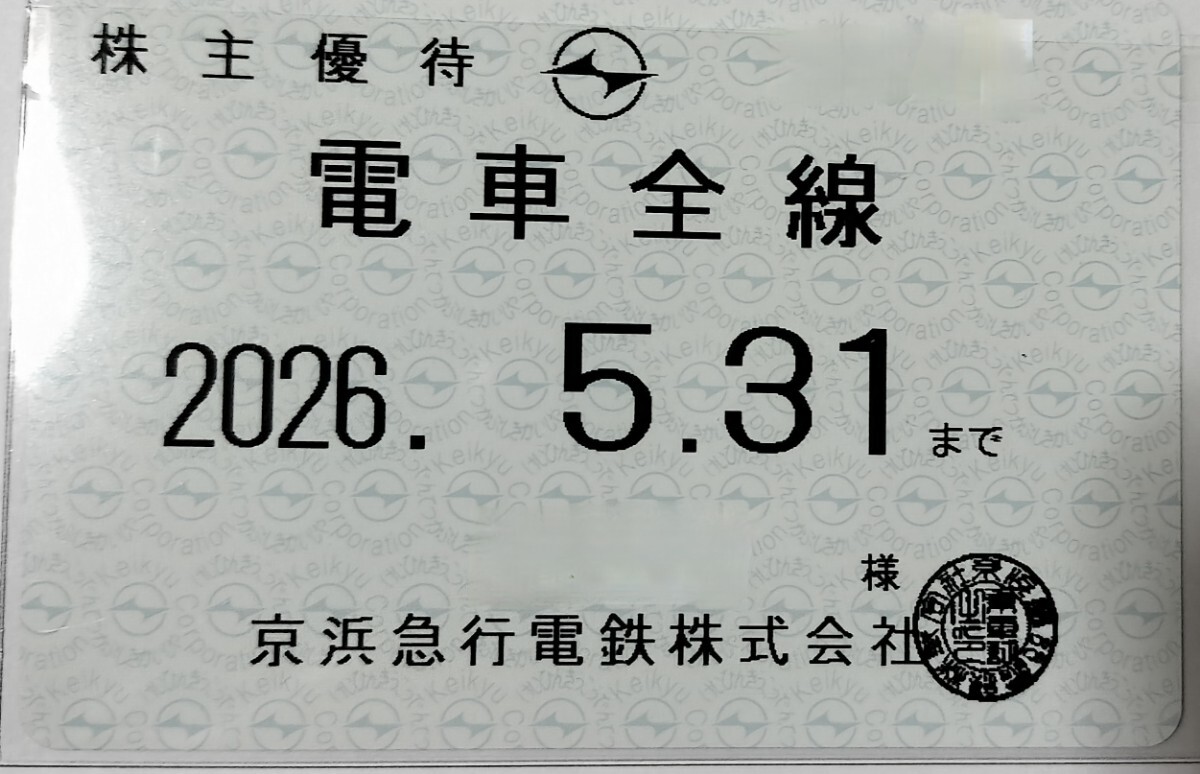 株主優待
電車全線
2026. 5.31まで
様
京浜急行電鉄株式会社